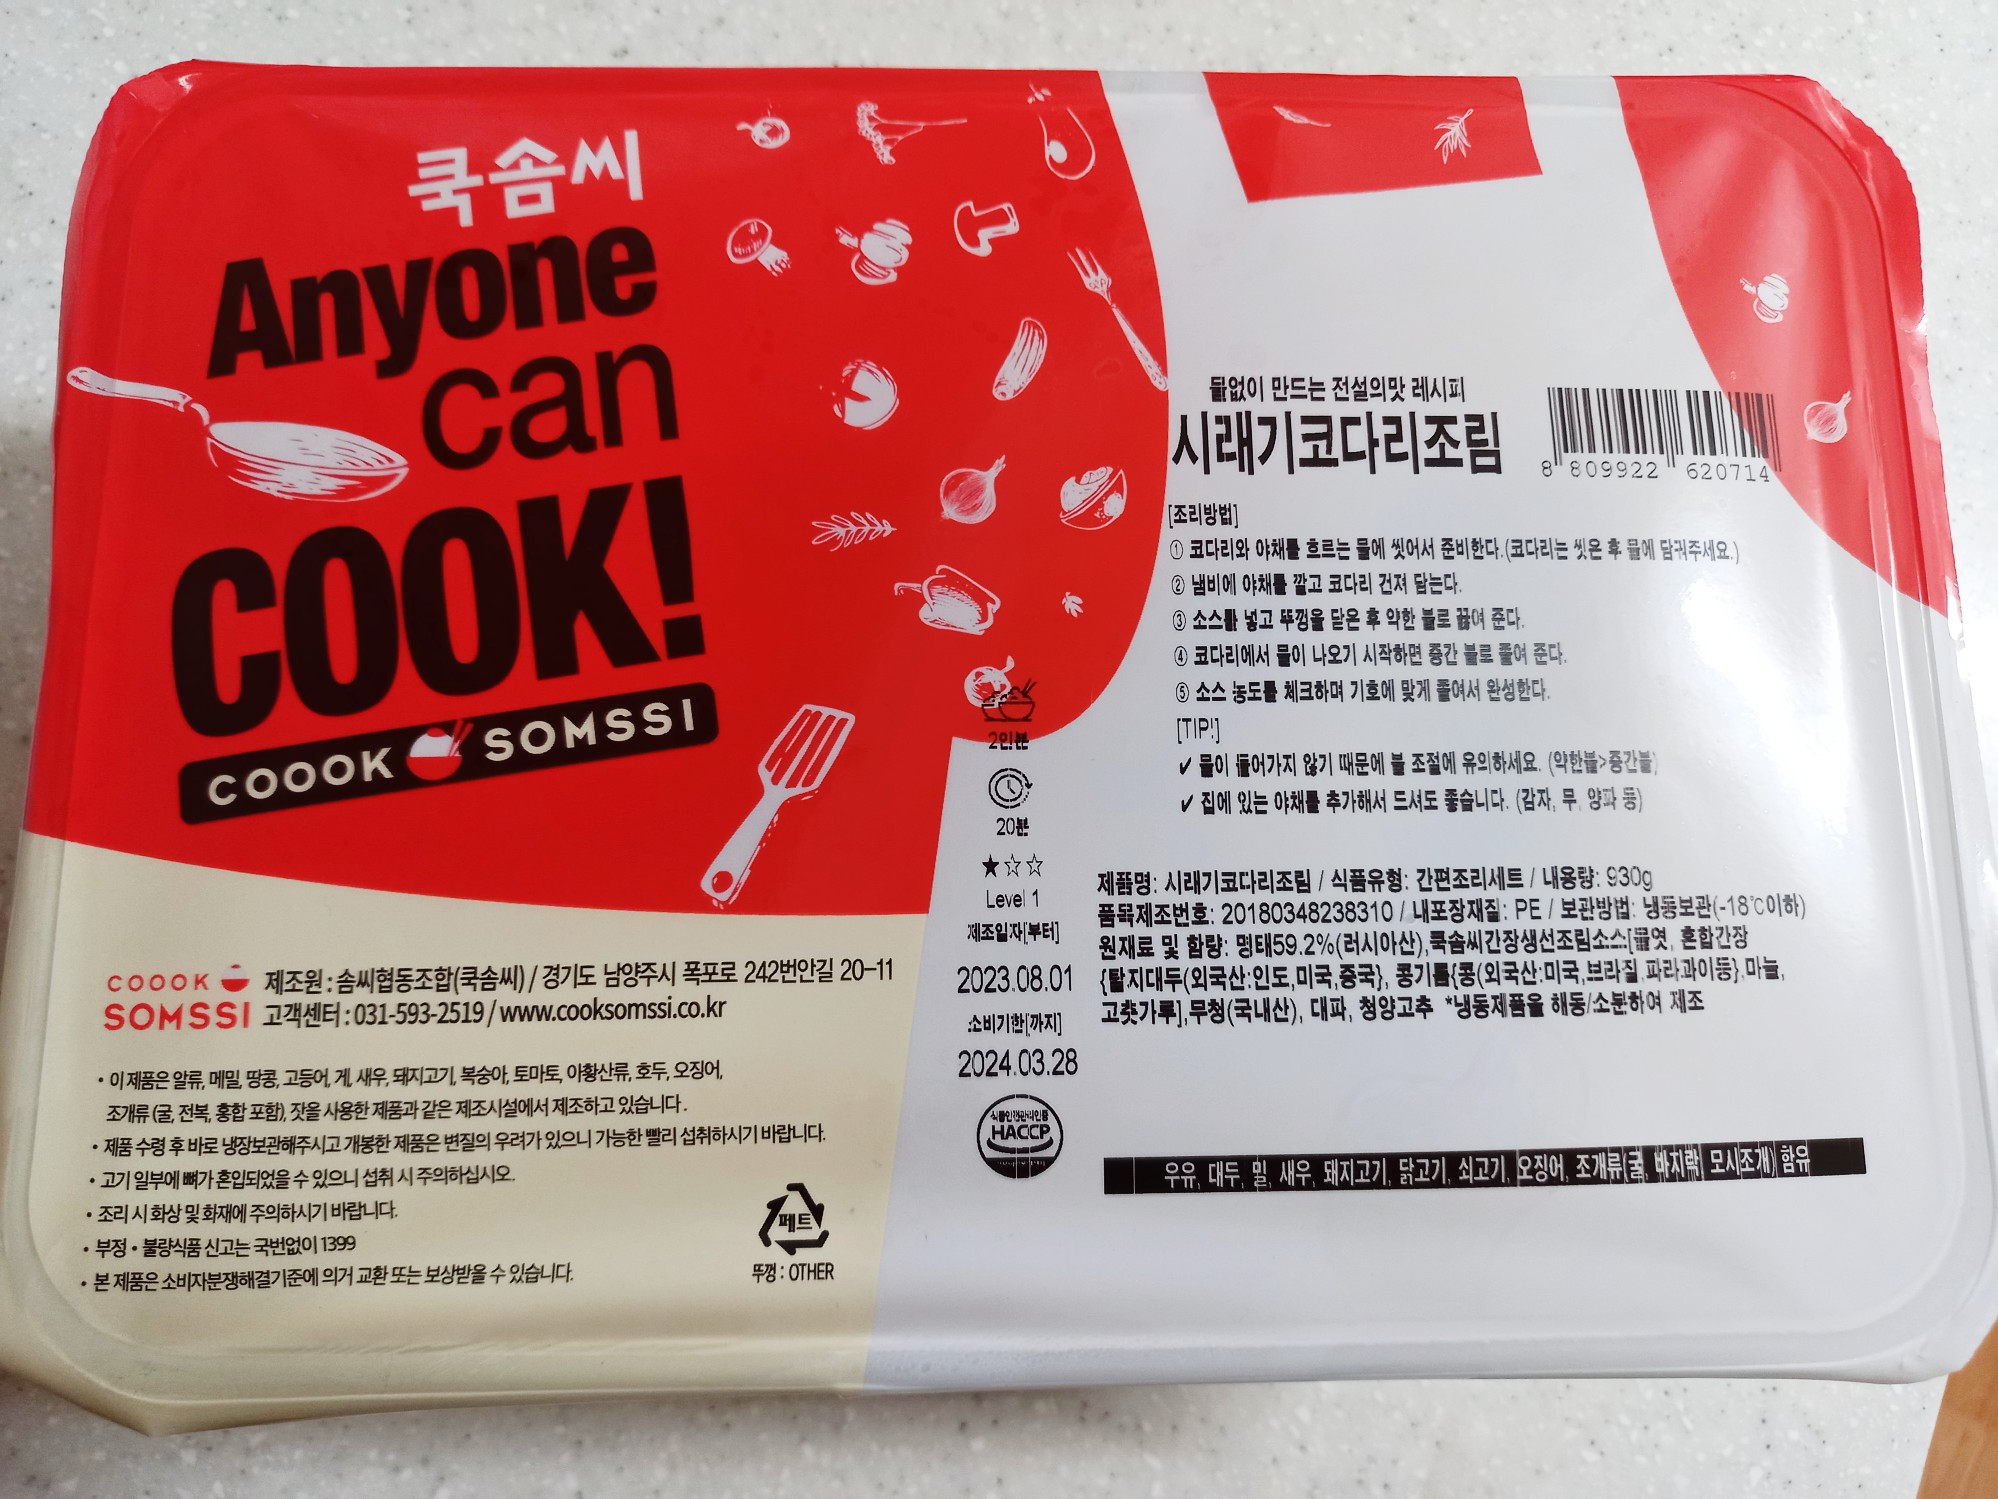 쿡솜씨
Anyone
can
COOK!
COOOK SOMSSI
물없이 만드는 전설의맛 레시피
시래기코다리조림
8 809922 620714
[조리방법]
① 코다리와 야채를 흐르는 물에 씻어서 준비한다.(코다리는 씻은 후 물에 담궈주세요.)
② 냄비에 야채를 깔고 코다리 건져 담는다.
③ 소스를 넣고 뚜껑을 닫은 후 약한 불로 끓여 준다.
④ 코다리에서 물이 나오기 시작하면 중간 불로 졸여 준다.
⑤ 소스 농도를 체크하며 기호에 맞게 졸여서 완성한다.
[TIP!]
✔ 물이 들어가지 않기 때문에 불 조절에 유의하세요. (약한불>중간불)
✔ 집에 있는 야채를 추가해서 드셔도 좋습니다. (감자, 무, 양파 등)
2인분
20분
★☆☆
Level 1
제조일자[부터]
2023.08.01
소비기한[까지]
2024.03.28
식품안전관리인증
HACCP
제품명: 시래기코다리조림 / 식품유형: 간편조리세트 / 내용량: 930g
품목제조번호: 20180348238310 / 내포장재질: PE / 보관방법: 냉동보관(-18℃이하)
원재료 및 함량: 명태59.2%(러시아산),쿡솜씨간장생선조림소스[물엿, 혼합간장
{탈지대두(외국산:인도,미국,중국}, 콩기름{콩(외국산:미국,브라질,파라과이등},마늘,
고춧가루],무청(국내산), 대파, 청양고추 *냉동제품을 해동/소분하여 제조
우유, 대두, 밀, 새우, 돼지고기, 닭고기, 쇠고기, 오징어, 조개류(굴, 바지락, 모시조개) 함유
COOOK
SOMSSI
제조원 : 솜씨협동조합(쿡솜씨) / 경기도 남양주시 폭포로 242번안길 20-11
고객센터 : 031-593-2519 / www.cooksomssi.co.kr
• 이 제품은 알류, 메밀, 땅콩, 고등어, 게, 새우, 돼지고기, 복숭아, 토마토, 아황산류, 호두, 오징어,
조개류 (굴, 전복, 홍합 포함), 잣을 사용한 제품과 같은 제조시설에서 제조하고 있습니다.
• 제품 수령 후 바로 냉장보관해주시고 개봉한 제품은 변질의 우려가 있으니 가능한 빨리 섭취하시기 바랍니다.
• 고기 일부에 뼈가 혼입되었을 수 있으니 섭취 시 주의하십시오.
• 조리 시 화상 및 화재에 주의하시기 바랍니다.
• 부정 • 불량식품 신고는 국번없이 1399
• 본 제품은 소비자분쟁해결기준에 의거 교환 또는 보상받을 수 있습니다.
페트
뚜껑 : OTHER